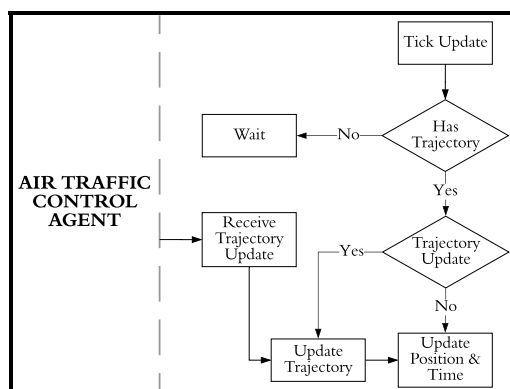 Tick Update
Has
Trajectory
No
Wait
Yes
AIR TRAFFIC
CONTROL
AGENT
Receive
Trajectory
Update
Trajectory
Update
Yes
No
Update
Trajectory
Update
Position &
Time